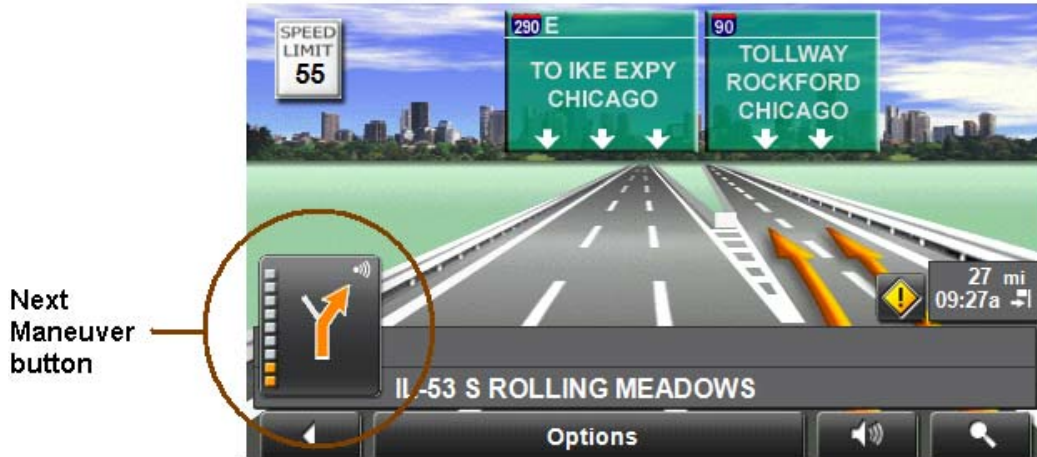 SPEED
LIMIT
55
290 E
TO IKE EXPY
CHICAGO
90
TOLLWAY
ROCKFORD
CHICAGO
Next
Maneuver
button
27 mi
09:27a
IL-53 S ROLLING MEADOWS
Options